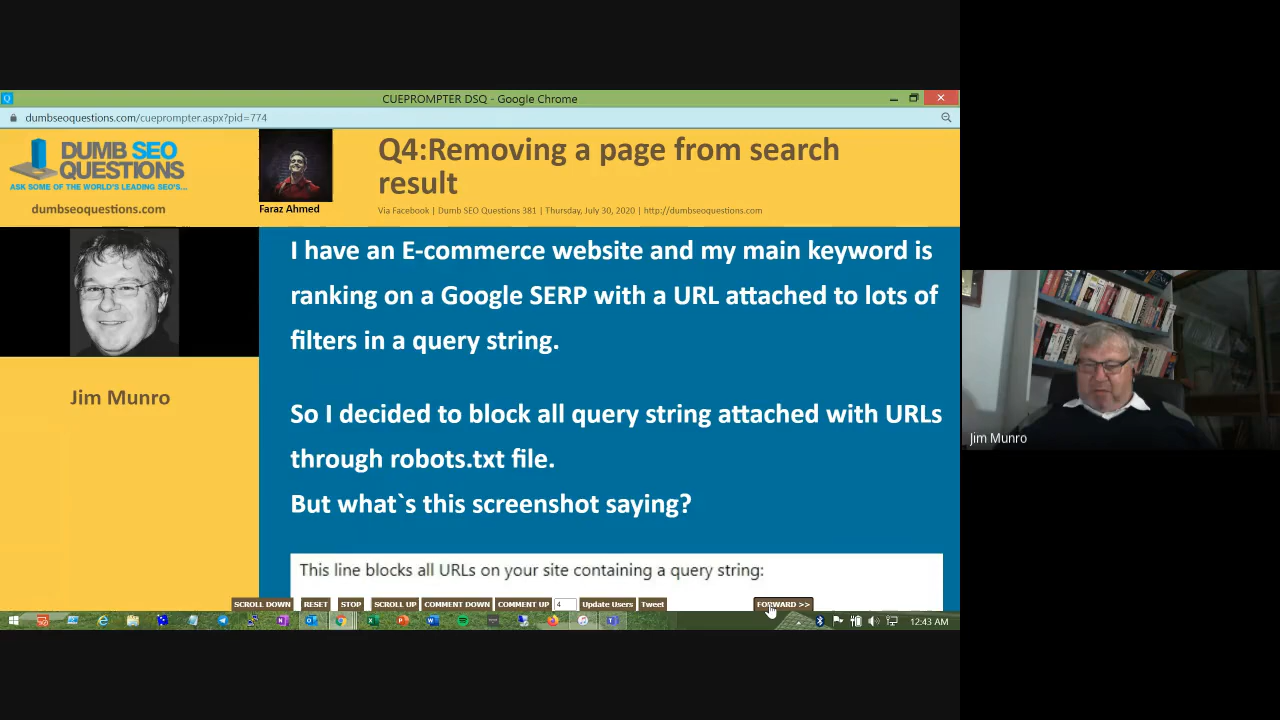 CUEPROMPTER DSQ - Google Chrome
dumbseoquestions.com/cueprompter.aspx?pid=774
DUMB SEO
QUESTIONS
ASK SOME OF THE WORLD'S LEADING SEO'S...
dumbseoquestions.com
Faraz Ahmed
Q4:Removing a page from search
result
Via Facebook | Dumb SEO Questions 381 | Thursday, July 30, 2020 | http://dumbseoquestions.com
Jim Munro
I have an E-commerce website and my main keyword is
ranking on a Google SERP with a URL attached to lots of
filters in a query string.
So I decided to block all query string attached with URLs
through robots.txt file.
But what`s this screenshot saying?
This line blocks all URLs on your site containing a query string:
SCROLL DOWN RESET STOP SCROLL UP COMMENT DOWN COMMENT UP 4 Update Users Tweet FORWARD >>
12:43 AM
Jim Munro